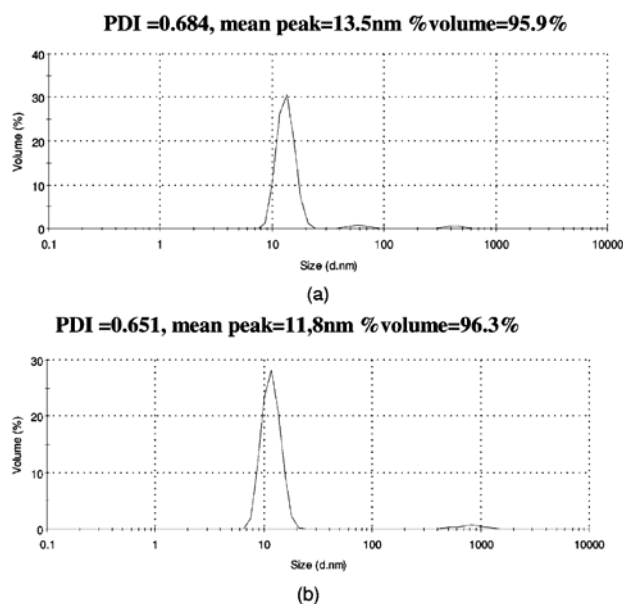 PDI =0.684, mean peak=13.5nm %volume=95.9%
40
30
20
10
0
Volume (%)
0.1 1 10 100 1000 10000
Size (d.nm)
(a)
PDI =0.651, mean peak=11,8nm %volume=96.3%
30
20
10
0
Volume (%)
0.1 1 10 100 1000 10000
Size (d.nm)
(b)